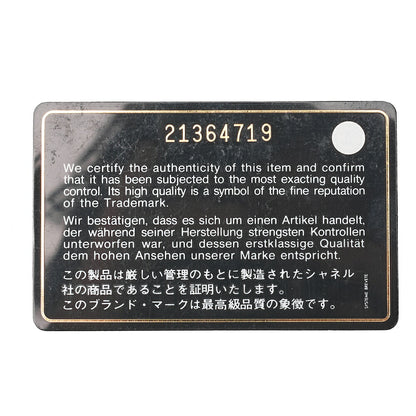 21364719
We certify the authenticity of this item and confirm
that it has been subjected to the most exacting quality
control. Its high quality is a symbol of the fine reputation
of the Trademark.
Wir bestätigen, dass es sich um einen Artikel handelt,
der während seiner Herstellung strengsten Kontrollen
unterworfen war, und dessen erstklassige Qualität
dem hohen Ansehen unserer Marke entspricht.
この製品は厳しい管理のもとに製造されたシャネル
社の商品であることを証明いたします。
このブランド・マークは最高級品質の象徴です。
SYSTEME BREVETE